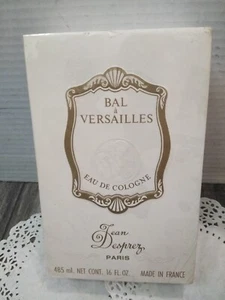 BAL
à
VERSAILLES
EAU DE COLOGNE
Jean
Desprez
PARIS
485 ml. NET CONT. 16 FL. OZ. MADE IN FRANCE